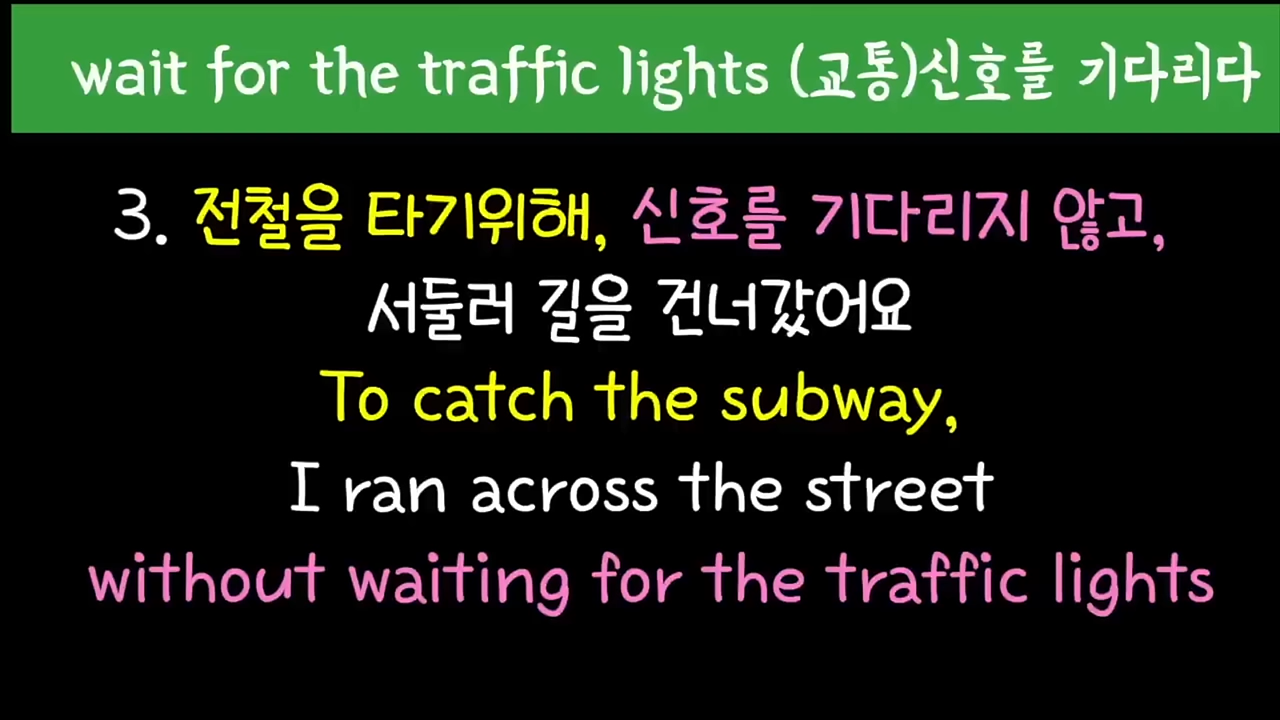 wait for the traffic lights (교통)신호를 기다리다
3. 전철을 타기위해, 신호를 기다리지 않고,
서둘러 길을 건너갔어요
To catch the subway,
I ran across the street
without waiting for the traffic lights